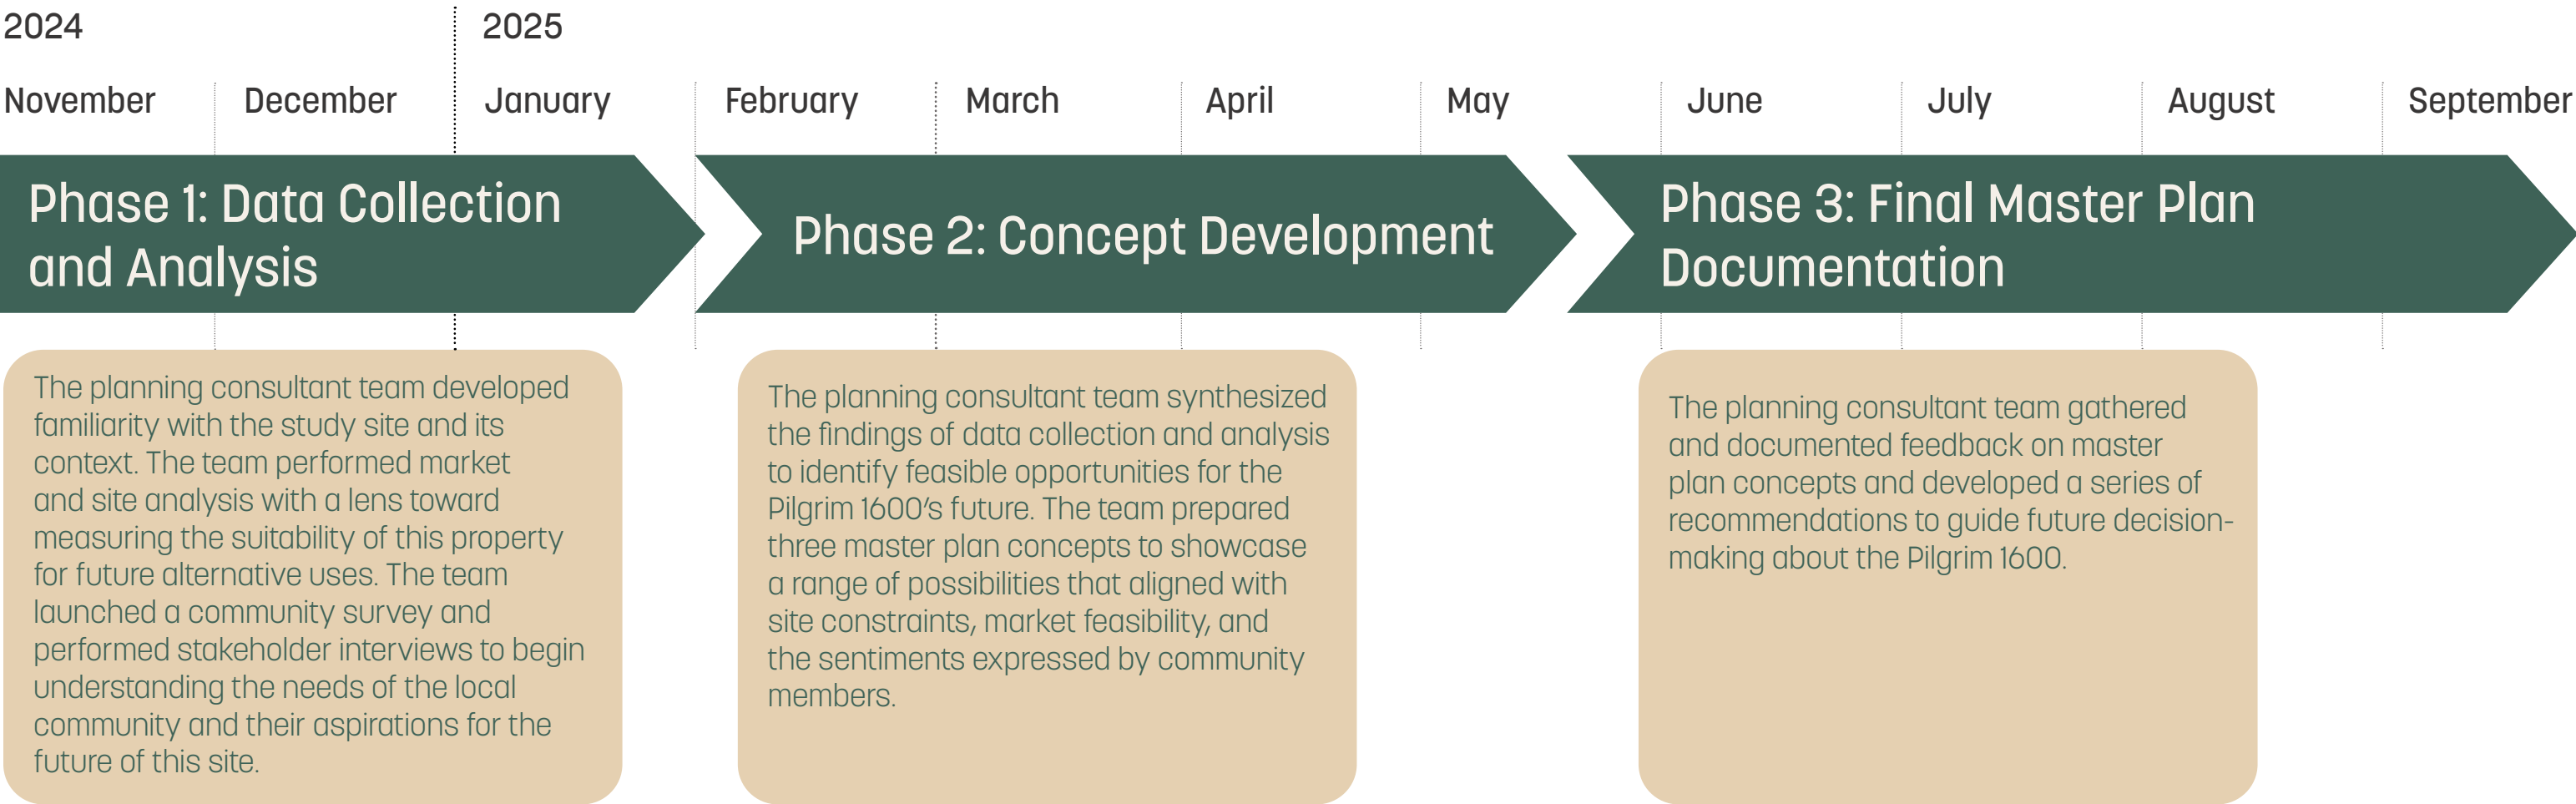 2024
2025
November
December
January
February
March
April
May
June
July
August
September
Phase 1: Data Collection
and Analysis
Phase 2: Concept Development
Phase 3: Final Master Plan
Documentation
The planning consultant team developed
familiarity with the study site and its
context. The team performed market
and site analysis with a lens toward
measuring the suitability of this property
for future alternative uses. The team
launched a community survey and
performed stakeholder interviews to begin
understanding the needs of the local
community and their aspirations for the
future of this site.
The planning consultant team synthesized
the findings of data collection and analysis
to identify feasible opportunities for the
Pilgrim 1600’s future. The team prepared
three master plan concepts to showcase
a range of possibilities that aligned with
site constraints, market feasibility, and
the sentiments expressed by community
members.
The planning consultant team gathered
and documented feedback on master
plan concepts and developed a series of
recommendations to guide future decision-
making about the Pilgrim 1600.